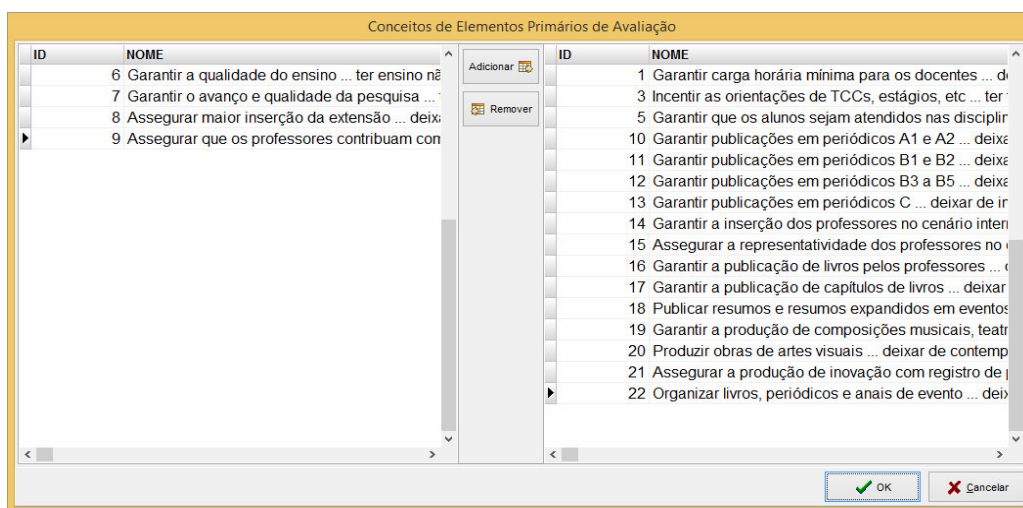 Conceitos de Elementos Primários de Avaliação
ID NOME
6 Garantir a qualidade do ensino ... ter ensino nã
7 Garantir o avanço e qualidade da pesquisa ...
8 Assegurar maior inserção da extensão ... deixa
9 Assegurar que os professores contribuam com
Adicionar
Remover
ID NOME
1 Garantir carga horária mínima para os docentes ... de
3 Incentir as orientações de TCCs, estágios, etc ... ter
5 Garantir que os alunos sejam atendidos nas disciplin
10 Garantir publicações em periódicos A1 e A2 ... deixa
11 Garantir publicações em periódicos B1 e B2 ... deixa
12 Garantir publicações em periódicos B3 a B5 ... deixa
13 Garantir publicações em periódicos C ... deixar de in
14 Garantir a inserção dos professores no cenário inter
15 Assegurar a representatividade dos professores no
16 Garantir a publicação de livros pelos professores ...
17 Garantir a publicação de capítulos de livros ... deixar
18 Publicar resumos e resumos expandidos em eventos
19 Garantir a produção de composições musicais, teatr
20 Produzir obras de artes visuais ... deixar de contemp
21 Assegurar a produção de inovação com registro de
22 Organizar livros, periódicos e anais de evento ... deix
OK
Cancelar